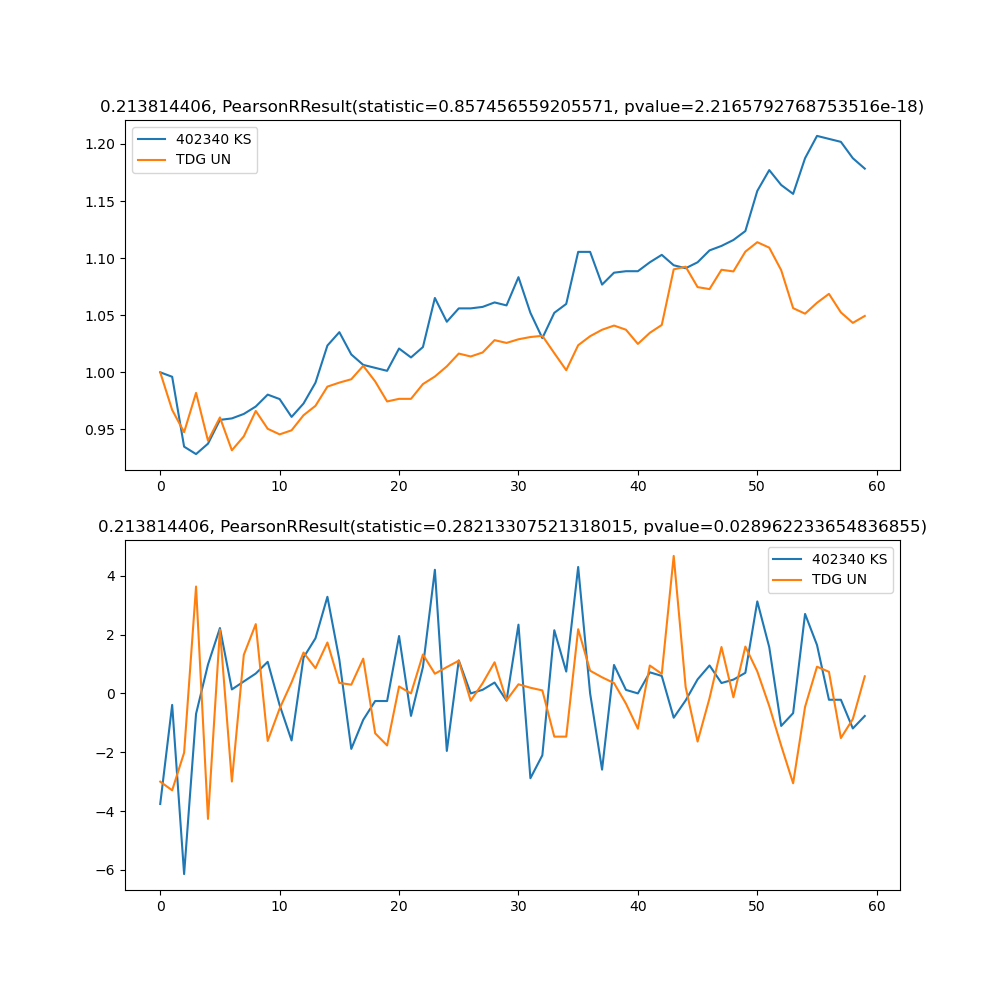 0.213814406, PearsonRResult(statistic=0.857456559205571, pvalue=2.2165792768753516e-18)
402340 KS
TDG UN
1.20
1.15
1.10
1.05
1.00
0.95
0 10 20 30 40 50 60
0.213814406, PearsonRResult(statistic=0.28213307521318015, pvalue=0.028962233654836855)
402340 KS
TDG UN
4
2
0
−2
−4
−6
0 10 20 30 40 50 60